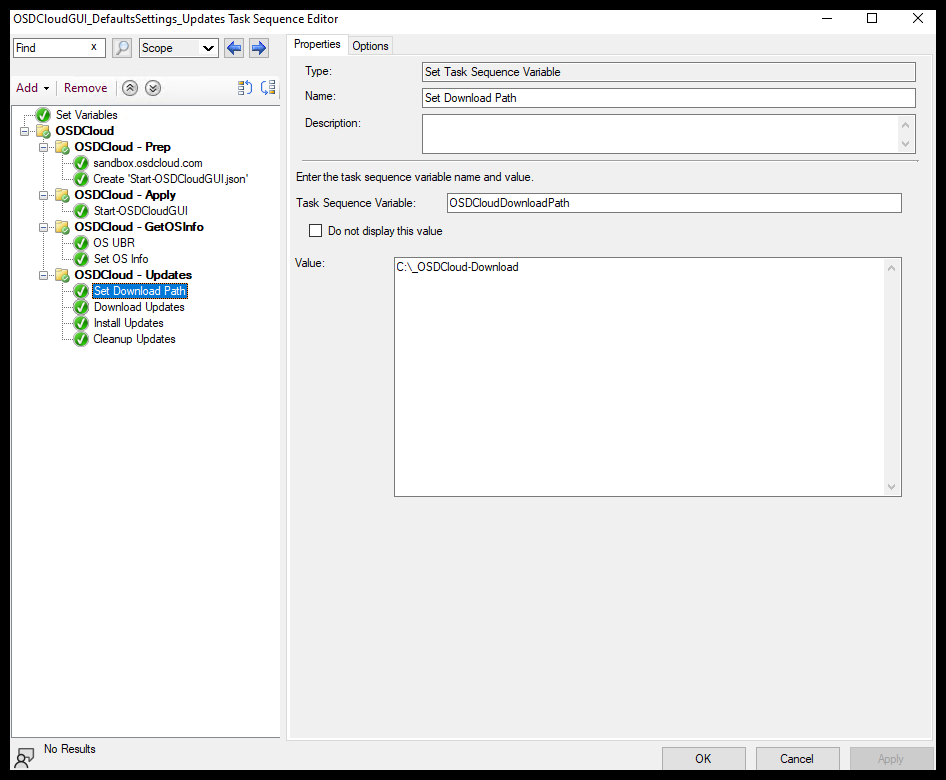 OSDCloudGUI_DefaultsSettings_Updates Task Sequence Editor
Find x Scope
Add Remove
Set Variables
OSDCloud
OSDCloud - Prep
sandbox.osdcloud.com
Create 'Start-OSDCloudGUI.json'
OSDCloud - Apply
Start-OSDCloudGUI
OSDCloud - GetOSInfo
OS UBR
Set OS Info
OSDCloud - Updates
Set Download Path
Download Updates
Install Updates
Cleanup Updates
No Results
Properties Options
Type: Set Task Sequence Variable
Name: Set Download Path
Description:
Enter the task sequence variable name and value.
Task Sequence Variable: OSDCloudDownloadPath
Do not display this value
Value: C:\_OSDCloud-Download
OK Cancel Apply